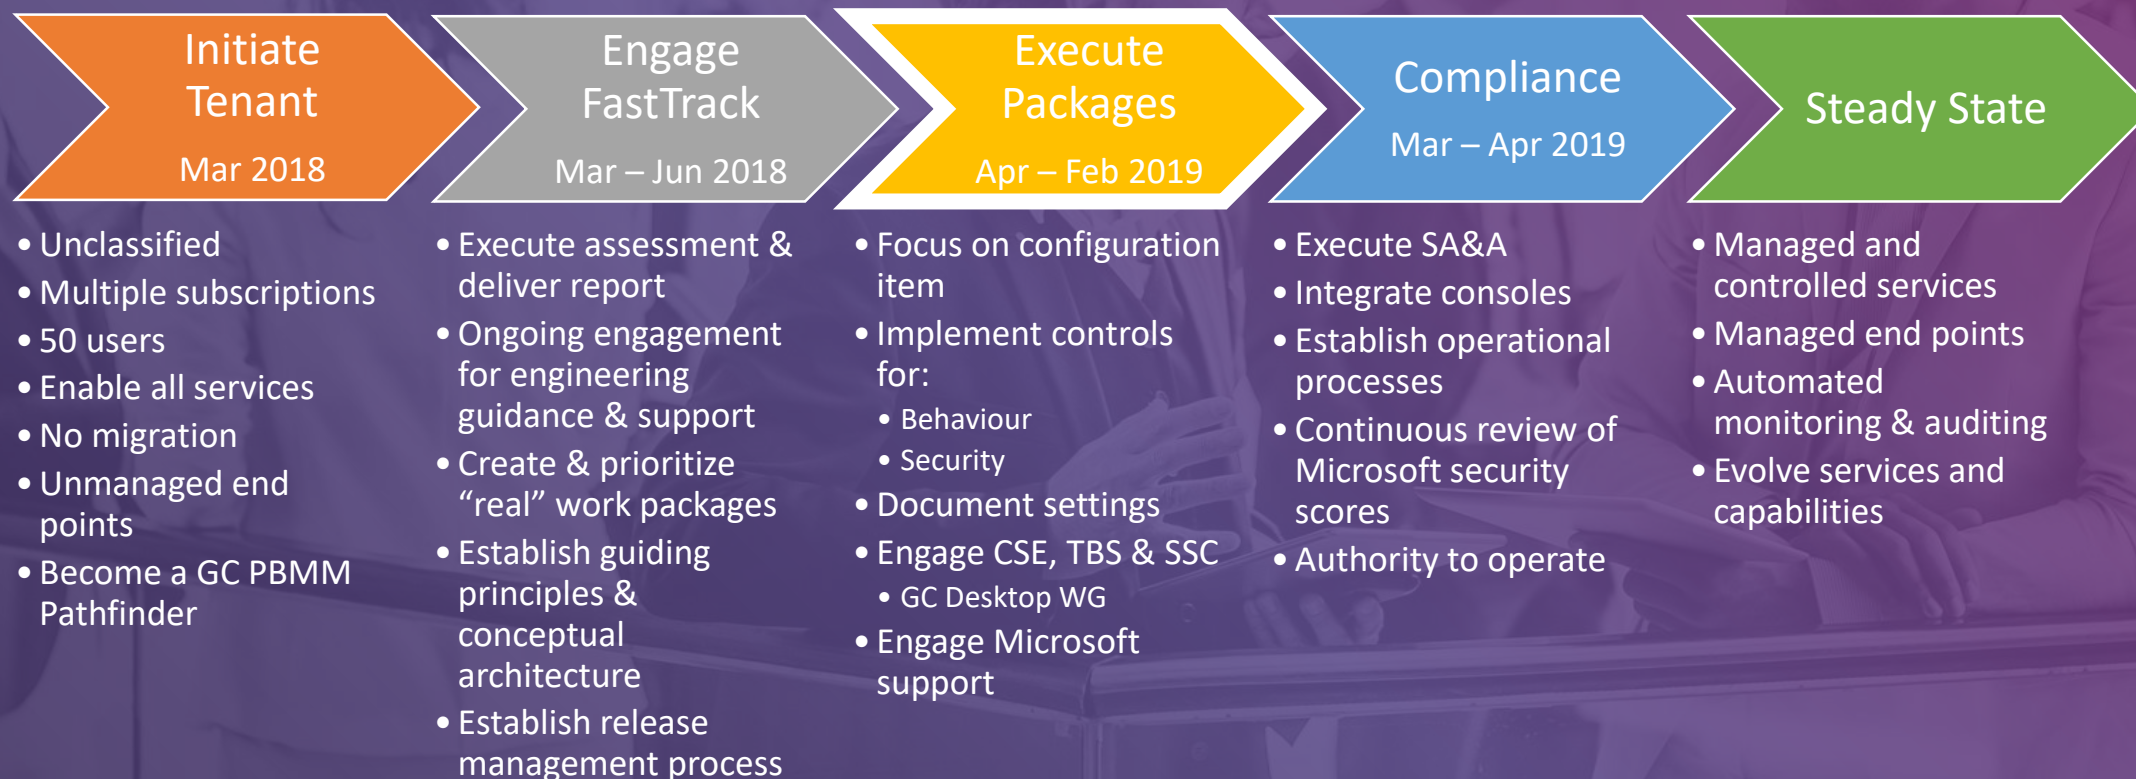 Initiate
Tenant
Mar 2018
• Unclassified
• Multiple subscriptions
• 50 users
• Enable all services
• No migration
• Unmanaged end
points
• Become a GC PBMM
Pathfinder
Engage
FastTrack
Mar – Jun 2018
• Execute assessment &
deliver report
• Ongoing engagement
for engineering
guidance & support
• Create & prioritize
“real” work packages
• Establish guiding
principles &
conceptual
architecture
• Establish release
management process
Execute
Packages
Apr – Feb 2019
• Focus on configuration
item
• Implement controls
for:
• Behaviour
• Security
• Document settings
• Engage CSE, TBS & SSC
• GC Desktop WG
• Engage Microsoft
support
Compliance
Mar – Apr 2019
• Execute SA&A
• Integrate consoles
• Establish operational
processes
• Continuous review of
Microsoft security
scores
• Authority to operate
Steady State
• Managed and
controlled services
• Managed end points
• Automated
monitoring & auditing
• Evolve services and
capabilities